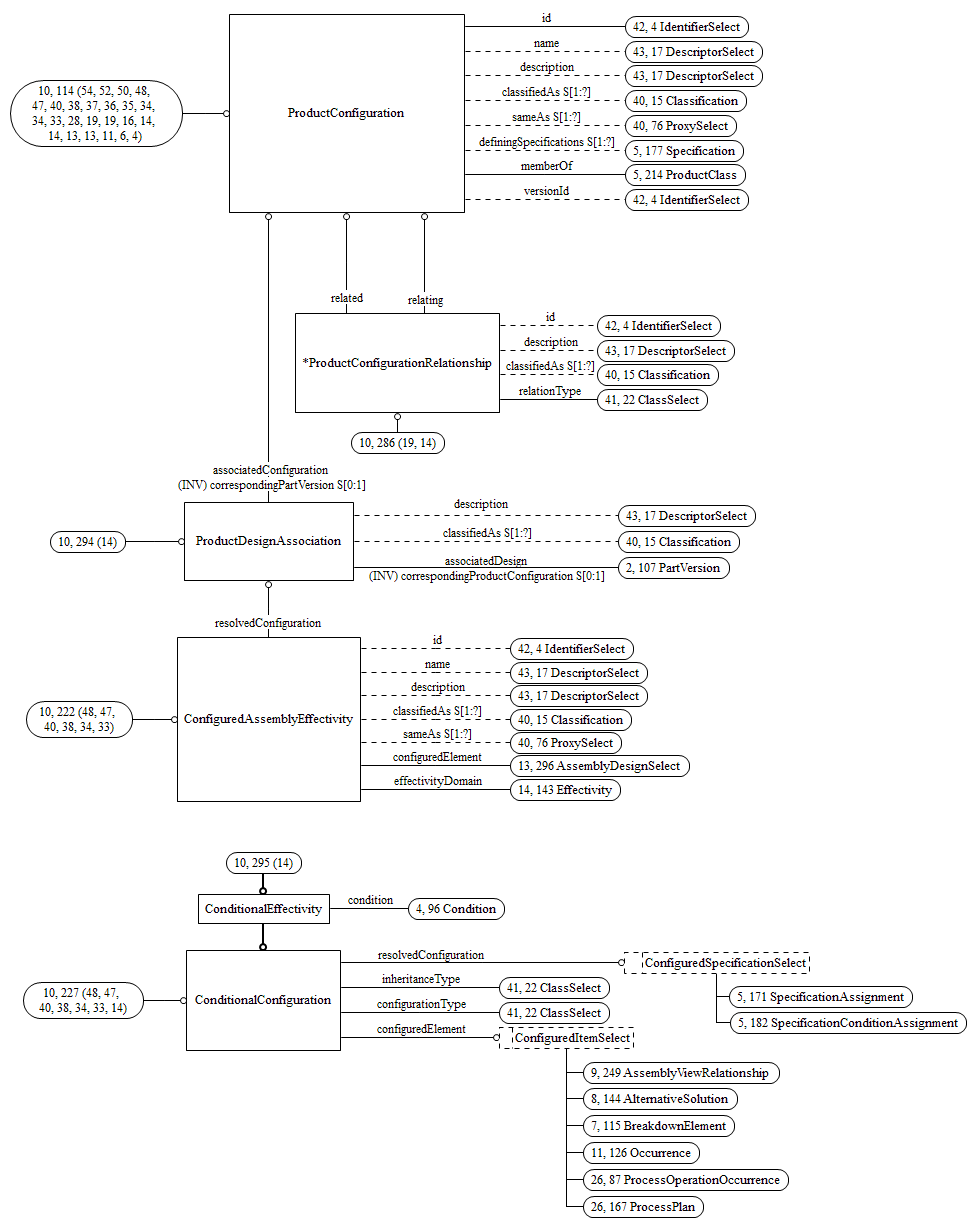 id
42, 4 IdentifierSelect
name
43, 17 DescriptorSelect
description
43, 17 DescriptorSelect
classifiedAs S[1:?]
40, 15 Classification
sameAs S[1:?]
40, 76 ProxySelect
definingSpecifications S[1:?]
5, 177 Specification
memberOf
5, 214 ProductClass
versionId
42, 4 IdentifierSelect
10, 114 (54, 52, 50, 48,
47, 40, 38, 37, 36, 35, 34,
34, 33, 28, 19, 19, 16, 14,
14, 13, 13, 11, 6, 4)
ProductConfiguration
related
relating
*ProductConfigurationRelationship
id
42, 4 IdentifierSelect
description
43, 17 DescriptorSelect
classifiedAs S[1:?]
40, 15 Classification
relationType
41, 22 ClassSelect
10, 286 (19, 14)
associatedConfiguration
(INV) correspondingPartVersion S[0:1]
10, 294 (14)
ProductDesignAssociation
description
43, 17 DescriptorSelect
classifiedAs S[1:?]
40, 15 Classification
associatedDesign
(INV) correspondingProductConfiguration S[0:1]
2, 107 PartVersion
resolvedConfiguration
10, 222 (48, 47,
40, 38, 34, 33)
ConfiguredAssemblyEffectivity
id
42, 4 IdentifierSelect
name
43, 17 DescriptorSelect
description
43, 17 DescriptorSelect
classifiedAs S[1:?]
40, 15 Classification
sameAs S[1:?]
40, 76 ProxySelect
configuredElement
13, 296 AssemblyDesignSelect
effectivityDomain
14, 143 Effectivity
10, 295 (14)
ConditionalEffectivity
condition
4, 96 Condition
10, 227 (48, 47,
40, 38, 34, 33, 14)
ConditionalConfiguration
resolvedConfiguration
ConfiguredSpecificationSelect
inheritanceType
41, 22 ClassSelect
configurationType
41, 22 ClassSelect
configuredElement
ConfiguredItemSelect
5, 171 SpecificationAssignment
5, 182 SpecificationConditionAssignment
9, 249 AssemblyViewRelationship
8, 144 AlternativeSolution
7, 115 BreakdownElement
11, 126 Occurrence
26, 87 ProcessOperationOccurrence
26, 167 ProcessPlan